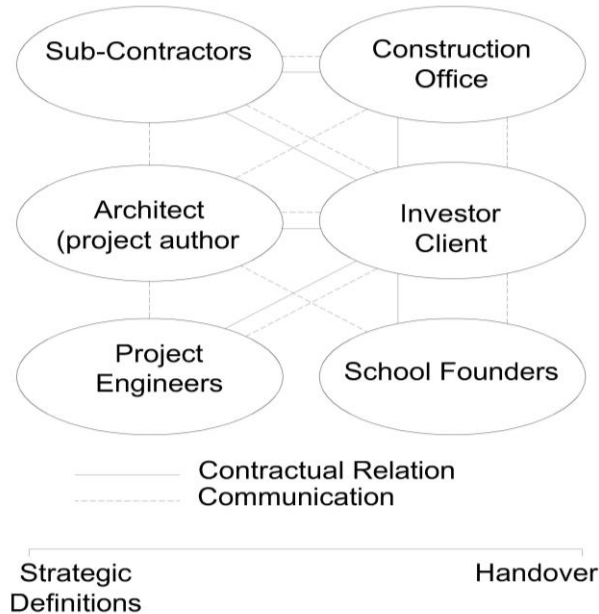 Sub-Contractors
Construction
Office
Architect
(project author
Investor
Client
Project
Engineers
School Founders
Contractual Relation
Communication
Strategic
Definitions
Handover